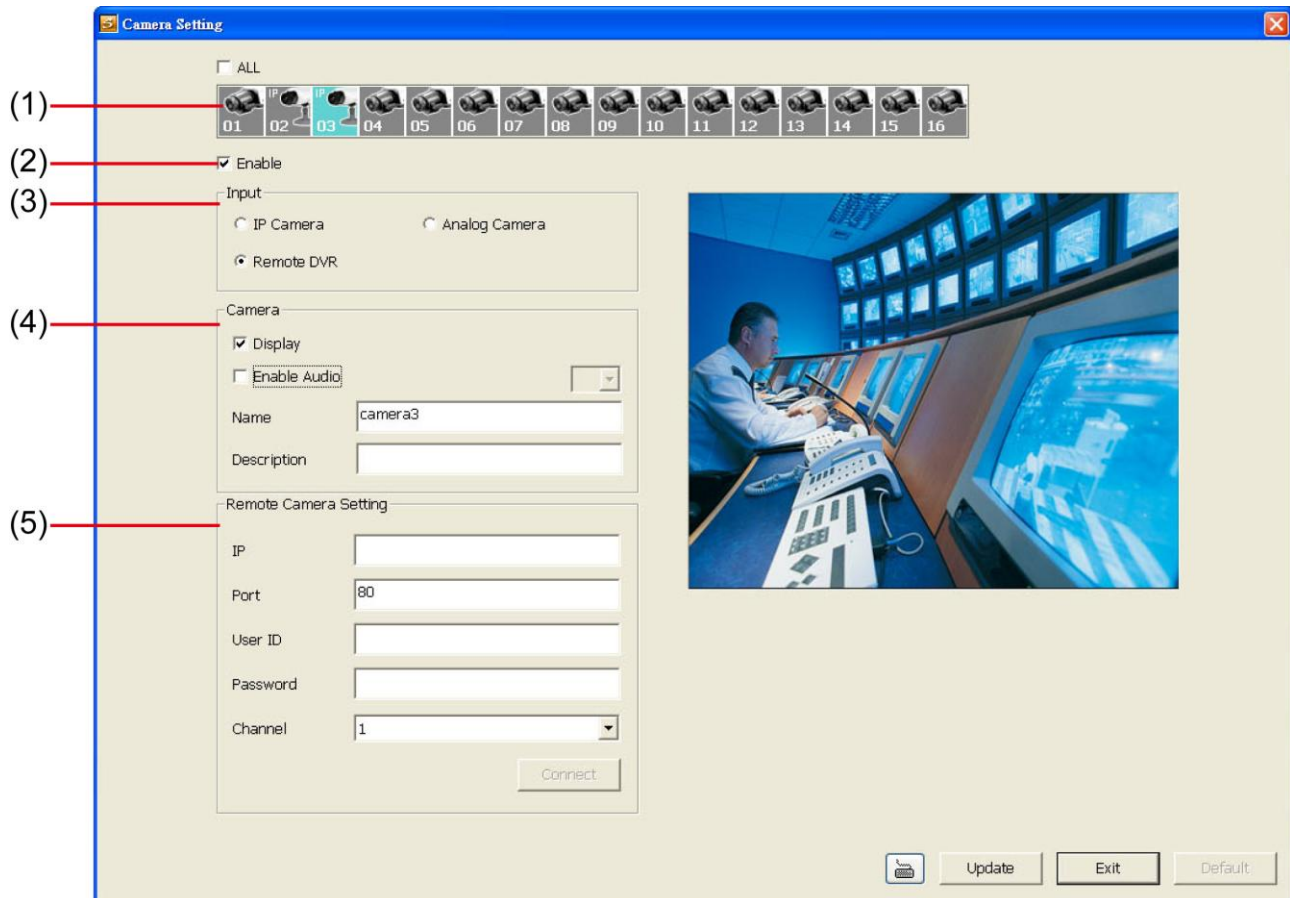 Camera Setting
ALL
(1)
IP IP
01 02 03 04 05 06 07 08 09 10 11 12 13 14 15 16
(2) Enable
(3) Input
IP Camera Analog Camera
Remote DVR
(4) Camera
Display
Enable Audio
Name camera3
Description
(5) Remote Camera Setting
IP
Port 80
User ID
Password
Channel 1
Connect
Update Exit Default